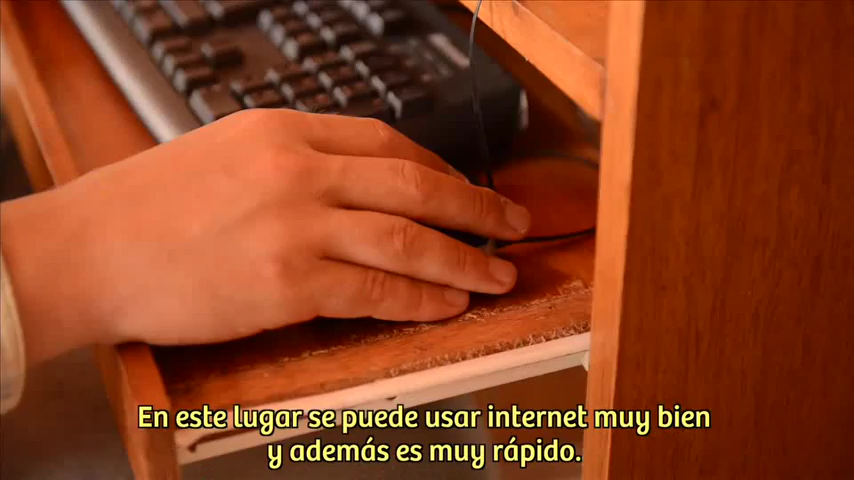 En este lugar se puede usar internet muy bien
y además es muy rápido.